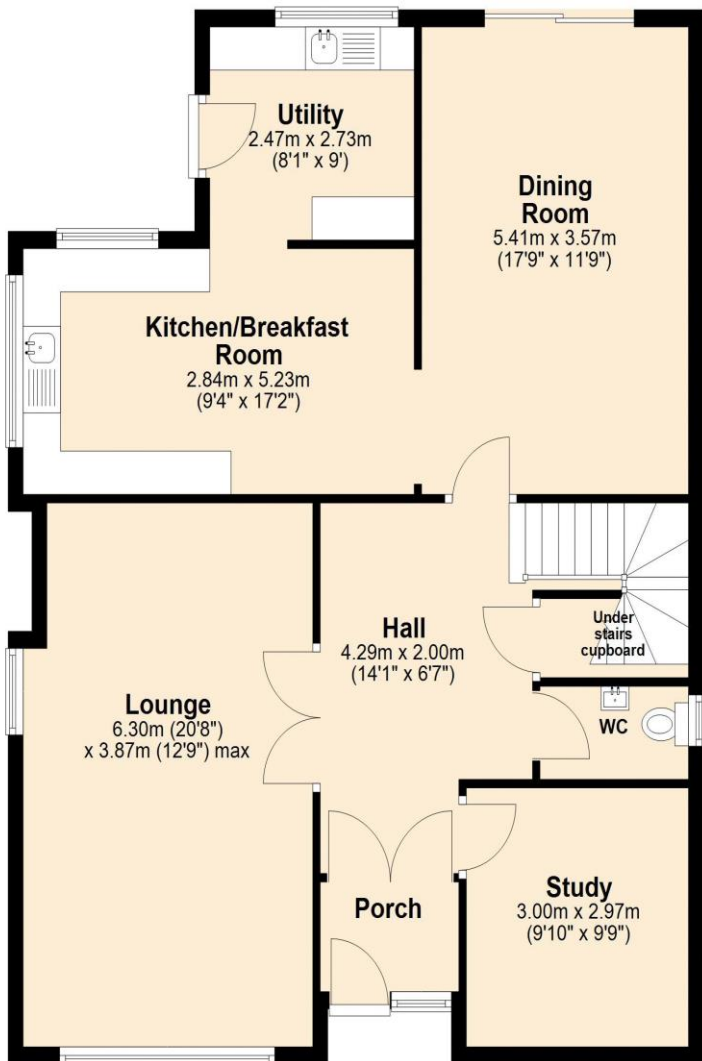 Utility
2.47m x 2.73m
(8'1" x 9')
Dining
Room
5.41m x 3.57m
(17'9" x 11'9")
Kitchen/Breakfast
Room
2.84m x 5.23m
(9'4" x 17'2")
Hall
4.29m x 2.00m
(14'1" x 6'7")
Under
stairs
cupboard
Lounge
6.30m (20'8")
x 3.87m (12'9") max
WC
Porch
Study
3.00m x 2.97m
(9'10" x 9'9")